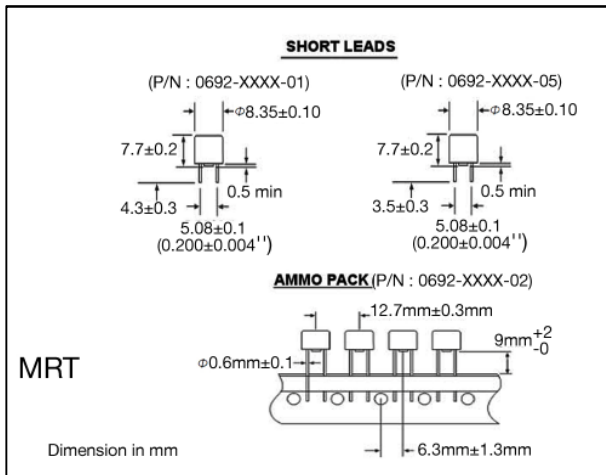 SHORT LEADS
(P/N : 0692-XXXX-01)
(P/N : 0692-XXXX-05)
Φ8.35±0.10
Φ8.35±0.10
7.7±0.2
7.7±0.2
0.5 min
0.5 min
4.3±0.3
3.5±0.3
5.08±0.1
(0.200±0.004'')
5.08±0.1
(0.200±0.004'')
AMMO PACK (P/N : 0692-XXXX-02)
12.7mm±0.3mm
9mm+2 -0
Φ0.6mm±0.1
MRT
6.3mm±1.3mm
Dimension in mm